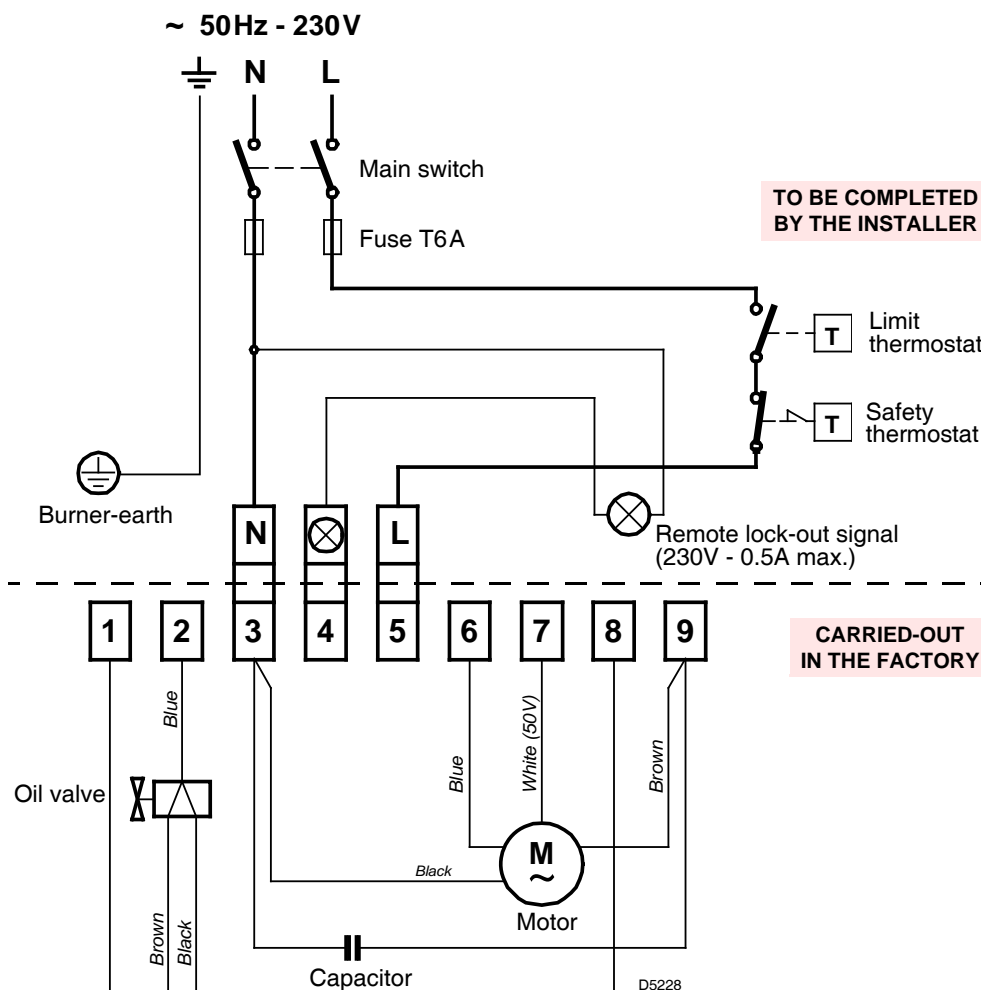 ~ 50Hz - 230V
N
L
Main switch
Fuse T6A
TO BE COMPLETED
BY THE INSTALLER
T
Limit
thermostat
T
Safety
thermostat
Burner-earth
N
L
Remote lock-out signal
(230V - 0.5A max.)
1
2
3
4
5
6
7
8
9
CARRIED-OUT
IN THE FACTORY
Blue
Blue
White (50V)
Brown
Oil valve
M
~
Motor
Black
Brown
Black
Capacitor
D5228